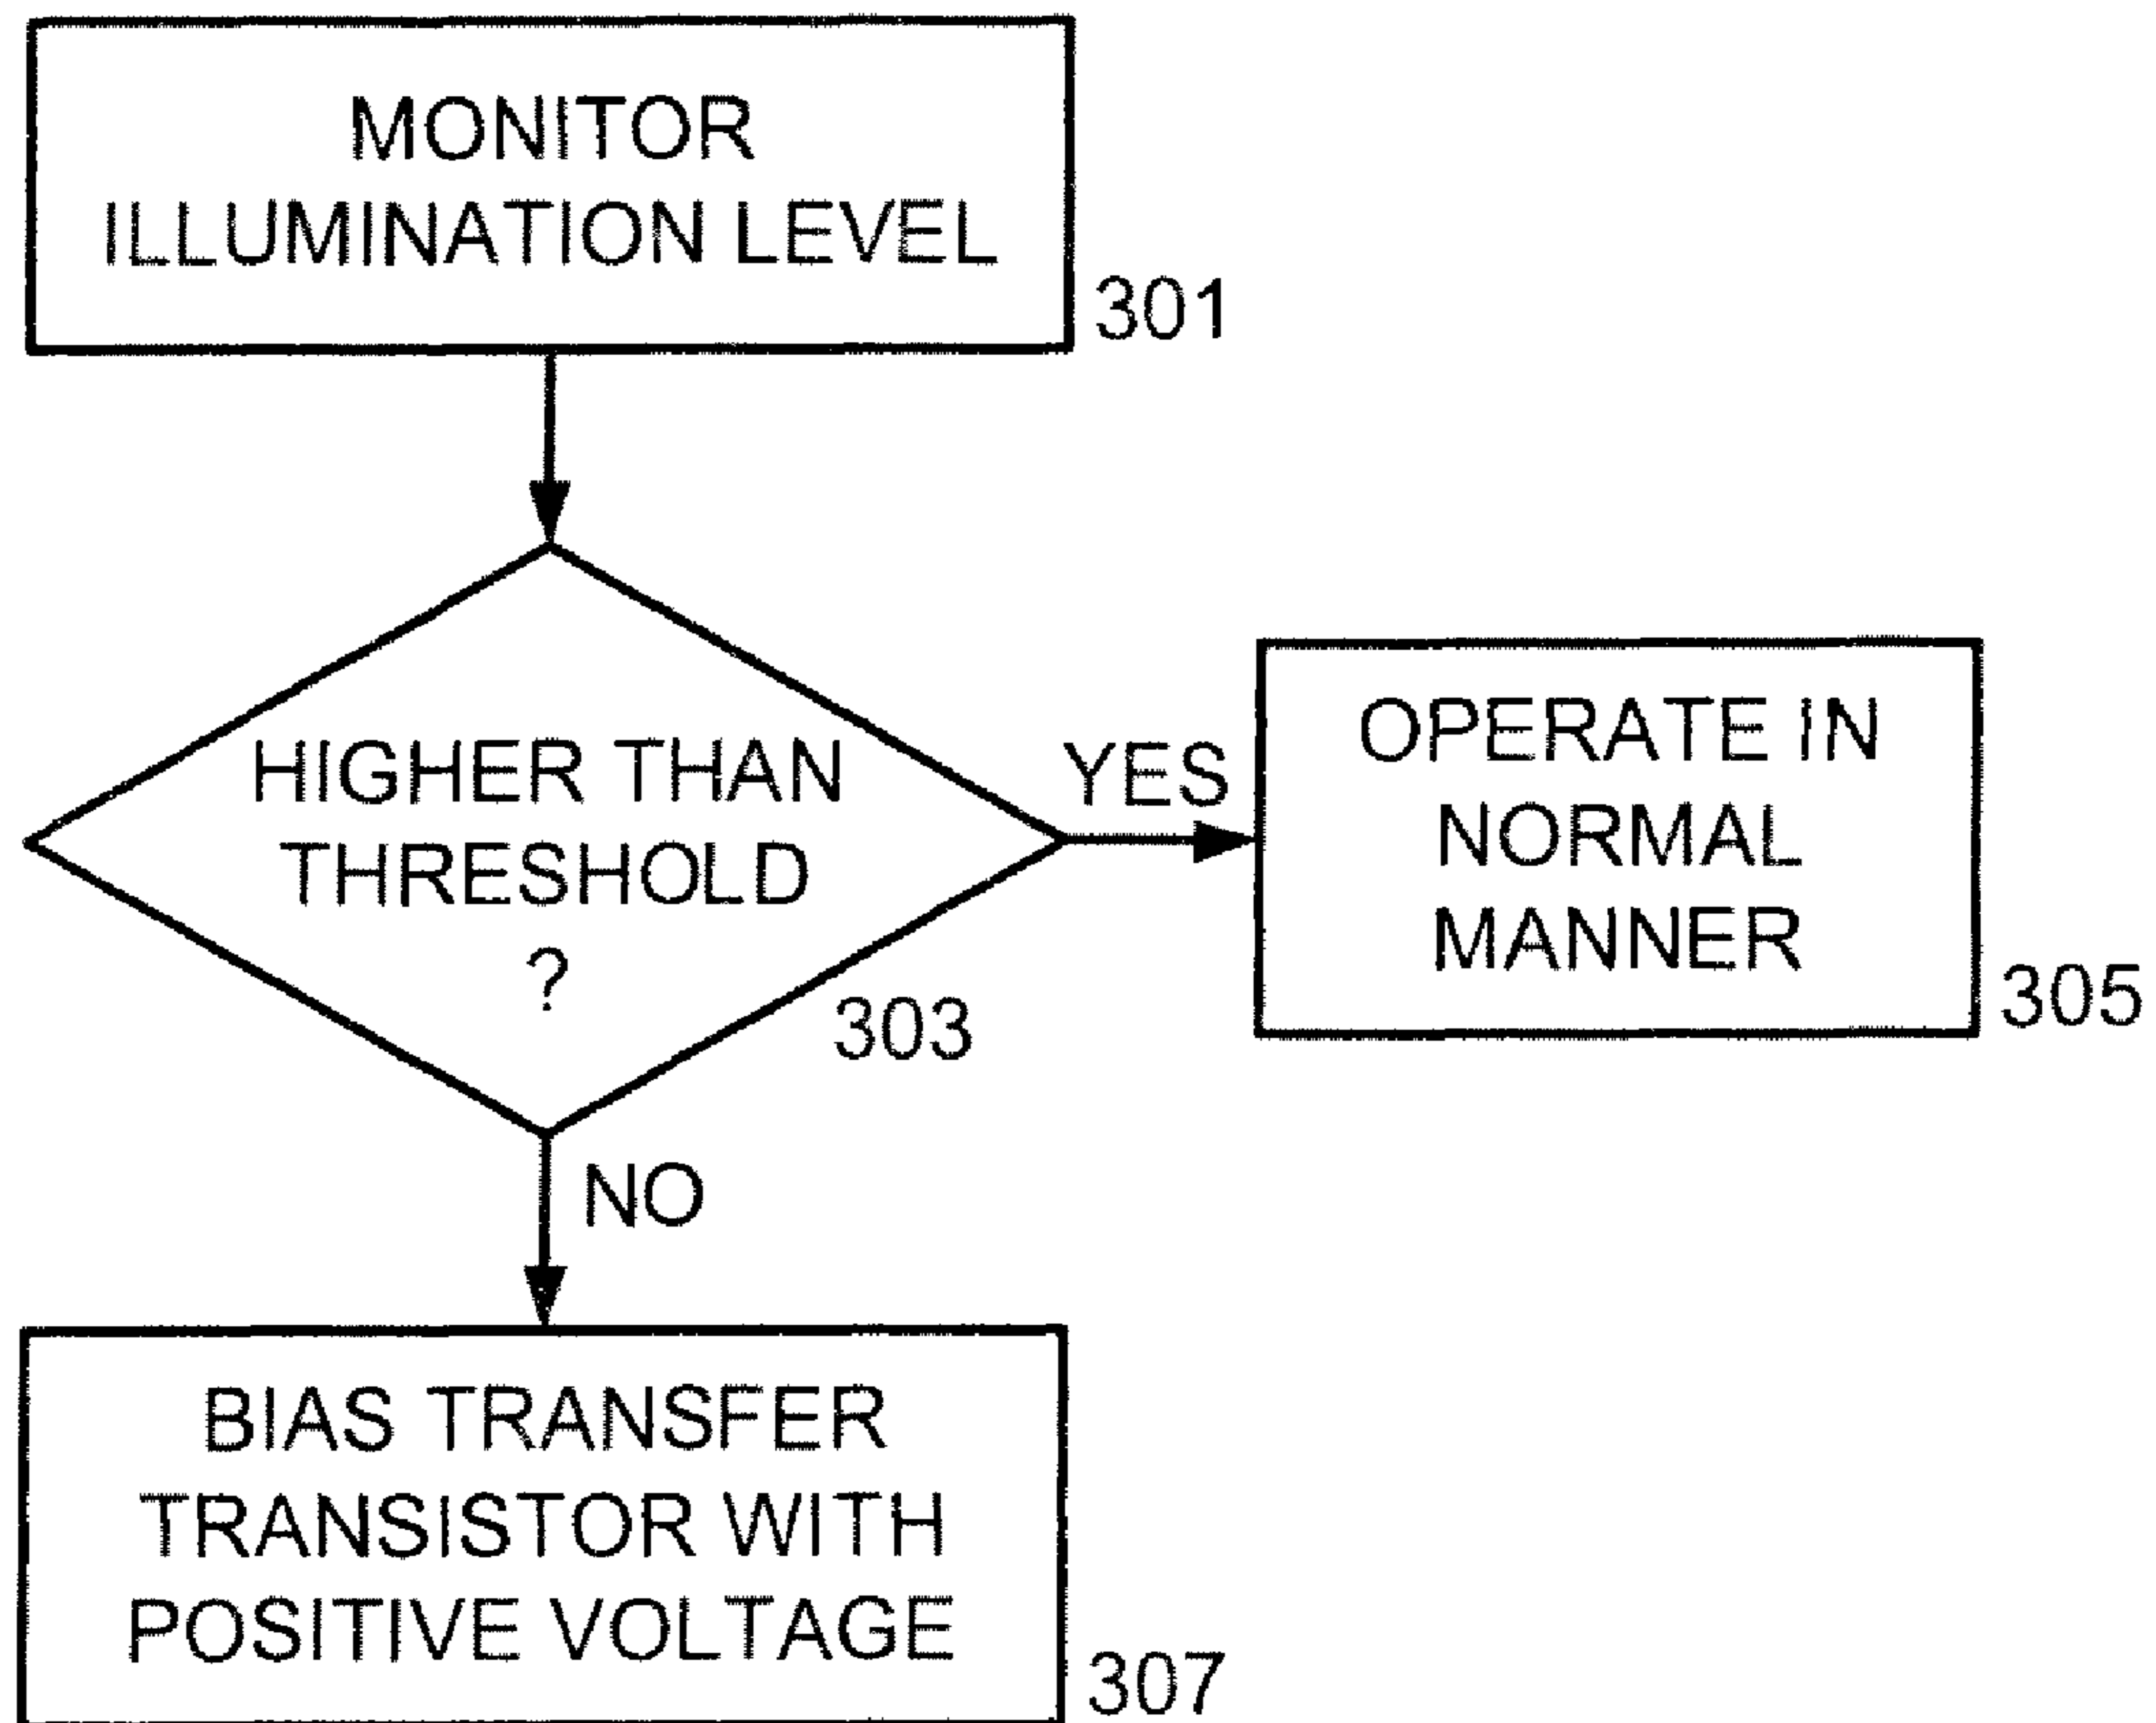 MONITOR
ILLUMINATION LEVEL
301
HIGHER THAN
THRESHOLD
?
303
YES
OPERATE IN
NORMAL
MANNER
305
NO
BIAS TRANSFER
TRANSISTOR WITH
POSITIVE VOLTAGE
307